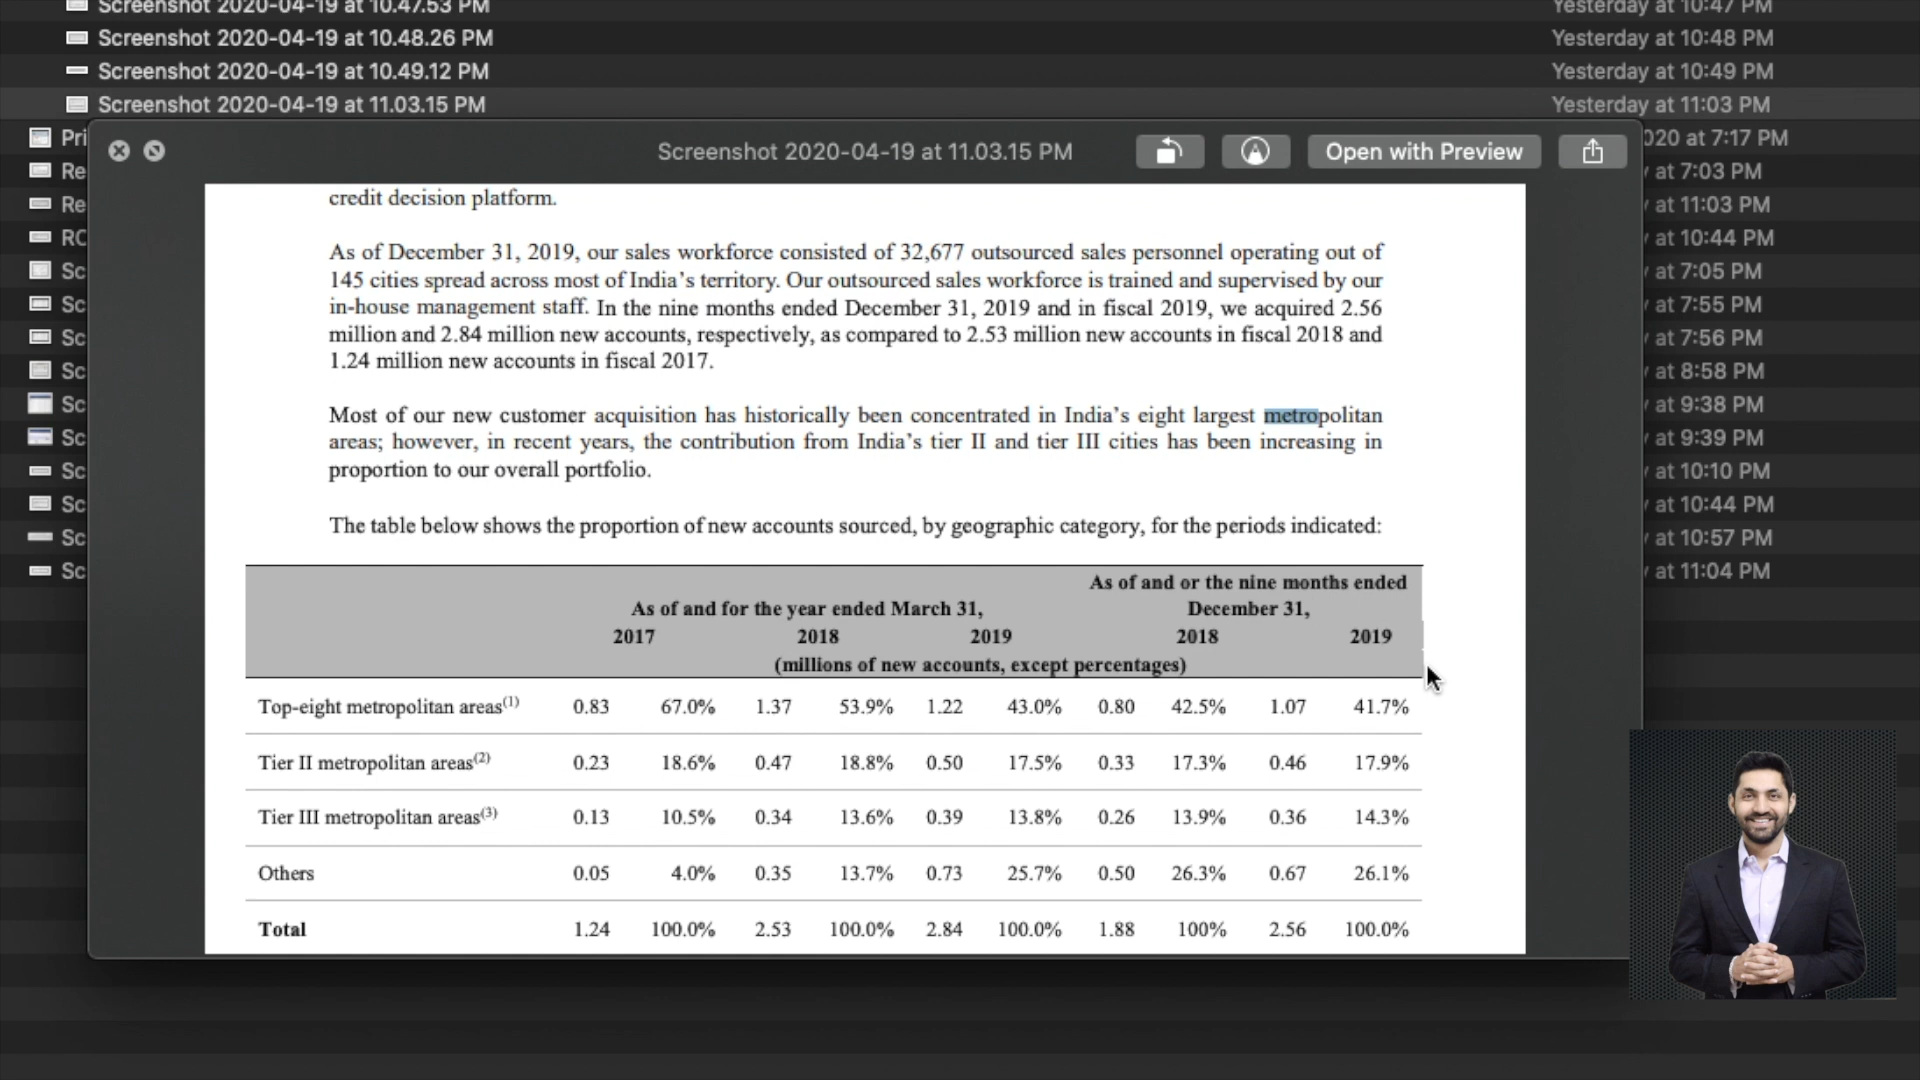 Screenshot 2020-04-19 at 10.47.53 PM Yesterday at 10:47 PM
Screenshot 2020-04-19 at 10.48.26 PM Yesterday at 10:48 PM
Screenshot 2020-04-19 at 10.49.12 PM Yesterday at 10:49 PM
Screenshot 2020-04-19 at 11.03.15 PM Yesterday at 11:03 PM
Pri 020 at 7:17 PM
Screenshot 2020-04-19 at 11.03.15 PM Open with Preview
Re at 7:03 PM
Re at 11:03 PM
RC at 10:44 PM
Sc at 7:05 PM
Sc at 7:55 PM
Sc at 7:56 PM
Sc at 8:58 PM
Sc at 9:38 PM
Sc at 9:39 PM
Sc at 10:10 PM
Sc at 10:44 PM
Sc at 10:57 PM
Sc at 11:04 PM
credit decision platform.
As of December 31, 2019, our sales workforce consisted of 32,677 outsourced sales personnel operating out of
145 cities spread across most of India's territory. Our outsourced sales workforce is trained and supervised by our
in-house management staff. In the nine months ended December 31, 2019 and in fiscal 2019, we acquired 2.56
million and 2.84 million new accounts, respectively, as compared to 2.53 million new accounts in fiscal 2018 and
1.24 million new accounts in fiscal 2017.
Most of our new customer acquisition has historically been concentrated in India's eight largest metropolitan
areas; however, in recent years, the contribution from India's tier II and tier III cities has been increasing in
proportion to our overall portfolio.
The table below shows the proportion of new accounts sourced, by geographic category, for the periods indicated:
As of and or the nine months ended
As of and for the year ended March 31, December 31,
2017 2018 2019 2018 2019
(millions of new accounts, except percentages)
Top-eight metropolitan areas(1) 0.83 67.0% 1.37 53.9% 1.22 43.0% 0.80 42.5% 1.07 41.7%
Tier II metropolitan areas(2) 0.23 18.6% 0.47 18.8% 0.50 17.5% 0.33 17.3% 0.46 17.9%
Tier III metropolitan areas(3) 0.13 10.5% 0.34 13.6% 0.39 13.8% 0.26 13.9% 0.36 14.3%
Others 0.05 4.0% 0.35 13.7% 0.73 25.7% 0.50 26.3% 0.67 26.1%
Total 1.24 100.0% 2.53 100.0% 2.84 100.0% 1.88 100% 2.56 100.0%